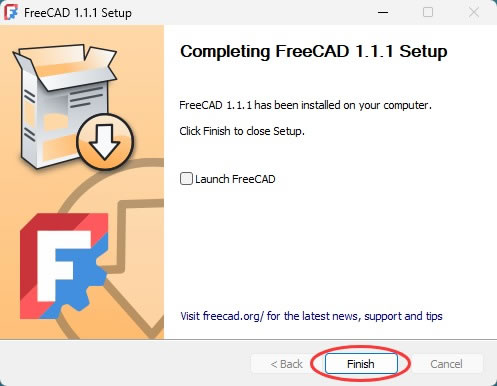 FreeCAD 1.1.1 Setup
Completing FreeCAD 1.1.1 Setup
FreeCAD 1.1.1 has been installed on your computer.
Click Finish to close Setup.
Launch FreeCAD
Visit freecad.org/ for the latest news, support and tips
< Back
Finish
Cancel